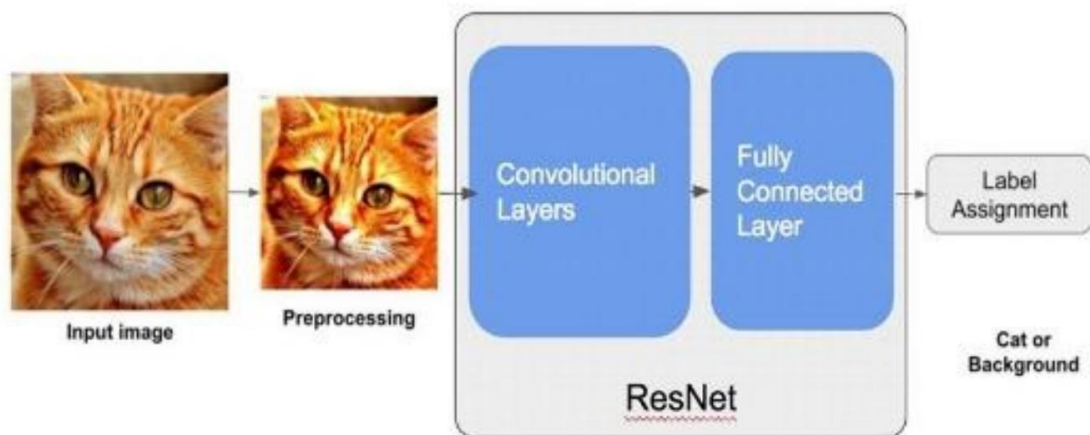 Input image
Preprocessing
Convolutional
Layers
Fully
Connected
Layer
ResNet
Label
Assignment
Cat or
Background